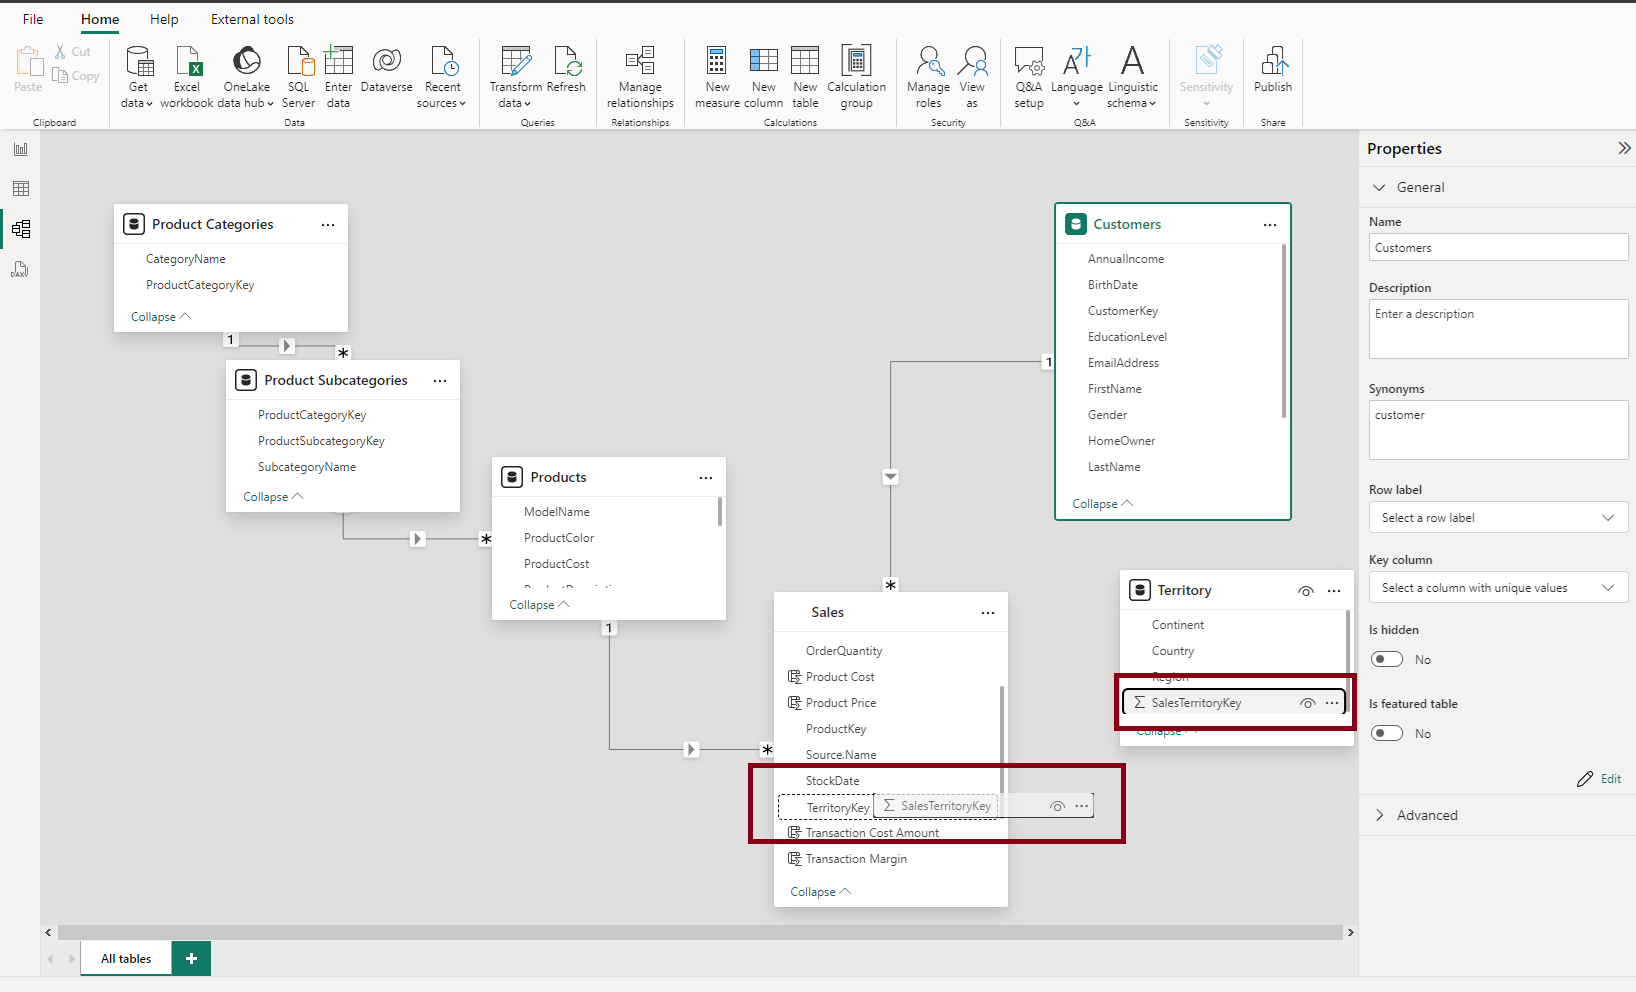 File Home Help External tools
Paste
Cut
Copy
Clipboard
Get data
Excel workbook
OneLake data hub
SQL Server
Enter data
Dataverse
Recent sources
Data
Transform data
Refresh
Queries
Manage relationships
Relationships
New measure
New column
New table
Calculation group
Calculations
Manage roles
View as
Security
Q&A setup
Language
Linguistic schema
Q&A
Sensitivity
Sensitivity
Publish
Share
DAX
Product Categories ...
CategoryName
ProductCategoryKey
Collapse
1
*
Product Subcategories ...
ProductCategoryKey
ProductSubcategoryKey
SubcategoryName
Collapse
*
Products ...
ModelName
ProductColor
ProductCost
Collapse
1
*
Sales ...
OrderQuantity
Product Cost
Product Price
ProductKey
Source.Name
StockDate
TerritoryKey
Σ SalesTerritoryKey ...
Transaction Cost Amount
Transaction Margin
Collapse
*
1
Customers ...
AnnualIncome
BirthDate
CustomerKey
EducationLevel
EmailAddress
FirstName
Gender
HomeOwner
LastName
Collapse
Territory ...
Continent
Country
Region
Σ SalesTerritoryKey ...
Collapse
Properties
General
Name
Customers
Description
Enter a description
Synonyms
customer
Row label
Select a row label
Key column
Select a column with unique values
Is hidden
No
Is featured table
No
Edit
Advanced
All tables +